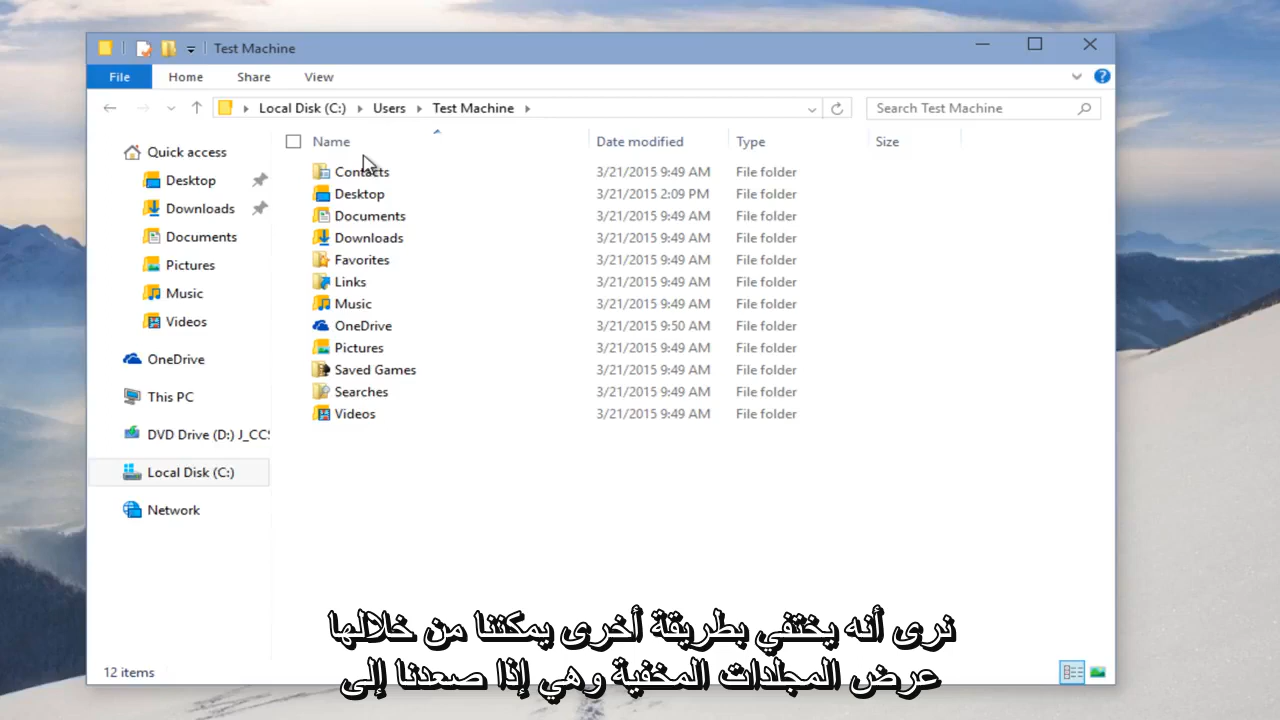 Test Machine
File Home Share View
Local Disk (C:) Users Test Machine
Search Test Machine
Name Date modified Type Size
Quick access
Desktop
Downloads
Documents
Pictures
Music
Videos
OneDrive
This PC
DVD Drive (D:) J_CCS
Local Disk (C:)
Network
Contacts 3/21/2015 9:49 AM File folder
Desktop 3/21/2015 2:09 PM File folder
Documents 3/21/2015 9:49 AM File folder
Downloads 3/21/2015 9:49 AM File folder
Favorites 3/21/2015 9:49 AM File folder
Links 3/21/2015 9:49 AM File folder
Music 3/21/2015 9:49 AM File folder
OneDrive 3/21/2015 9:50 AM File folder
Pictures 3/21/2015 9:49 AM File folder
Saved Games 3/21/2015 9:49 AM File folder
Searches 3/21/2015 9:49 AM File folder
Videos 3/21/2015 9:49 AM File folder
نرى أنه يختفي بطريقة أخرى يمكننا من خلالها
عرض المجلدات المخفية وهي إذا صعدنا إلى
12 items